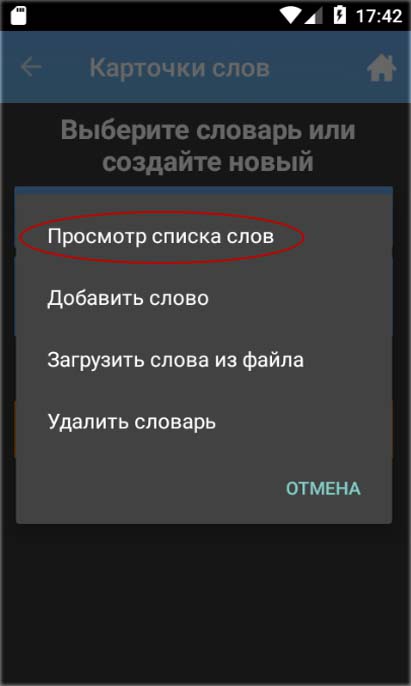 17:42
Карточки слов
Выберите словарь или
создайте новый
Просмотр списка слов
Добавить слово
Загрузить слова из файла
Удалить словарь
ОТМЕНА